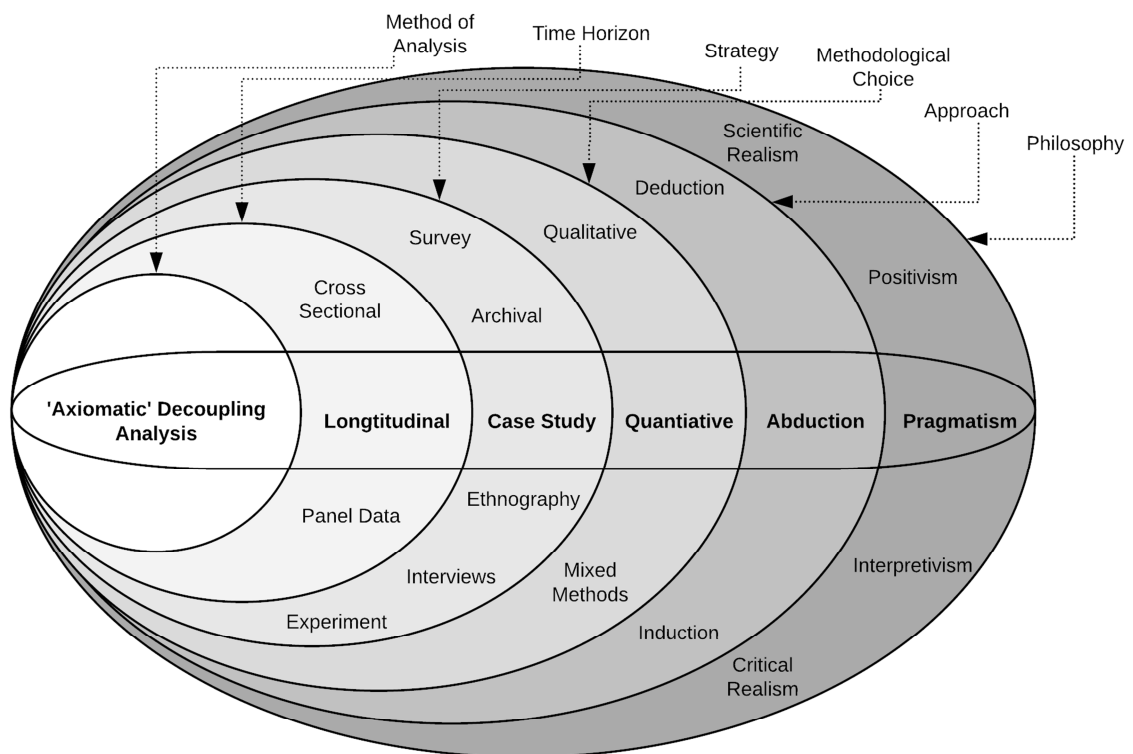 Method of
Analysis
Time Horizon
Strategy
Methodological
Choice
Approach
Philosophy
Scientific
Realism
Deduction
Qualitative
Survey
Positivism
Cross
Sectional
Archival
'Axiomatic' Decoupling
Analysis
Longtitudinal
Case Study
Quantiative
Abduction
Pragmatism
Ethnography
Panel Data
Interviews
Mixed
Methods
Interpretivism
Experiment
Induction
Critical
Realism